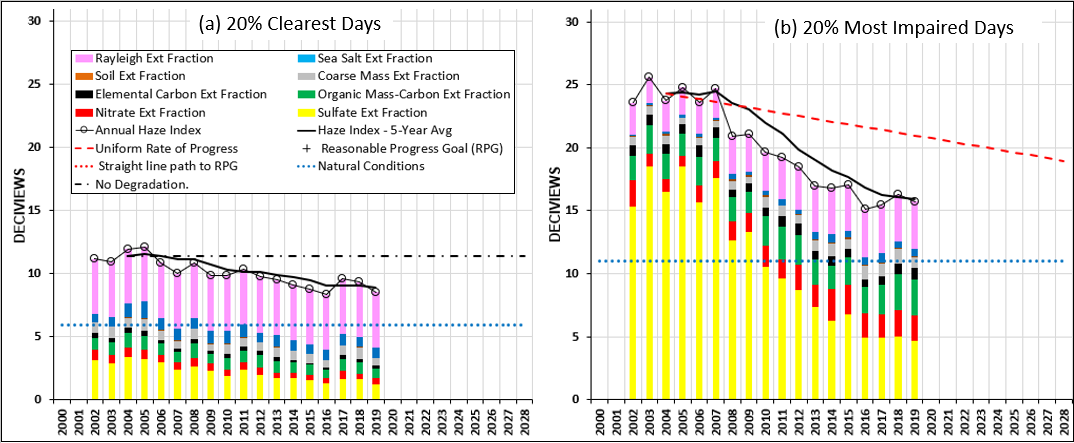 (a) 20% Clearest Days
30
25
20
15
10
5
0
DECIVIEWS
Rayleigh Ext Fraction
Sea Salt Ext Fraction
Soil Ext Fraction
Coarse Mass Ext Fraction
Elemental Carbon Ext Fraction
Organic Mass-Carbon Ext Fraction
Nitrate Ext Fraction
Sulfate Ext Fraction
Annual Haze Index
Haze Index - 5-Year Avg
Uniform Rate of Progress
Reasonable Progress Goal (RPG)
Straight line path to RPG
Natural Conditions
No Degradation.
2000 2001 2002 2003 2004 2005 2006 2007 2008 2009 2010 2011 2012 2013 2014 2015 2016 2017 2018 2019 2020 2021 2022 2023 2024 2025 2026 2027 2028
(b) 20% Most Impaired Days
30
25
20
15
10
5
0
DECIVIEWS
2000 2001 2002 2003 2004 2005 2006 2007 2008 2009 2010 2011 2012 2013 2014 2015 2016 2017 2018 2019 2020 2021 2022 2023 2024 2025 2026 2027 2028